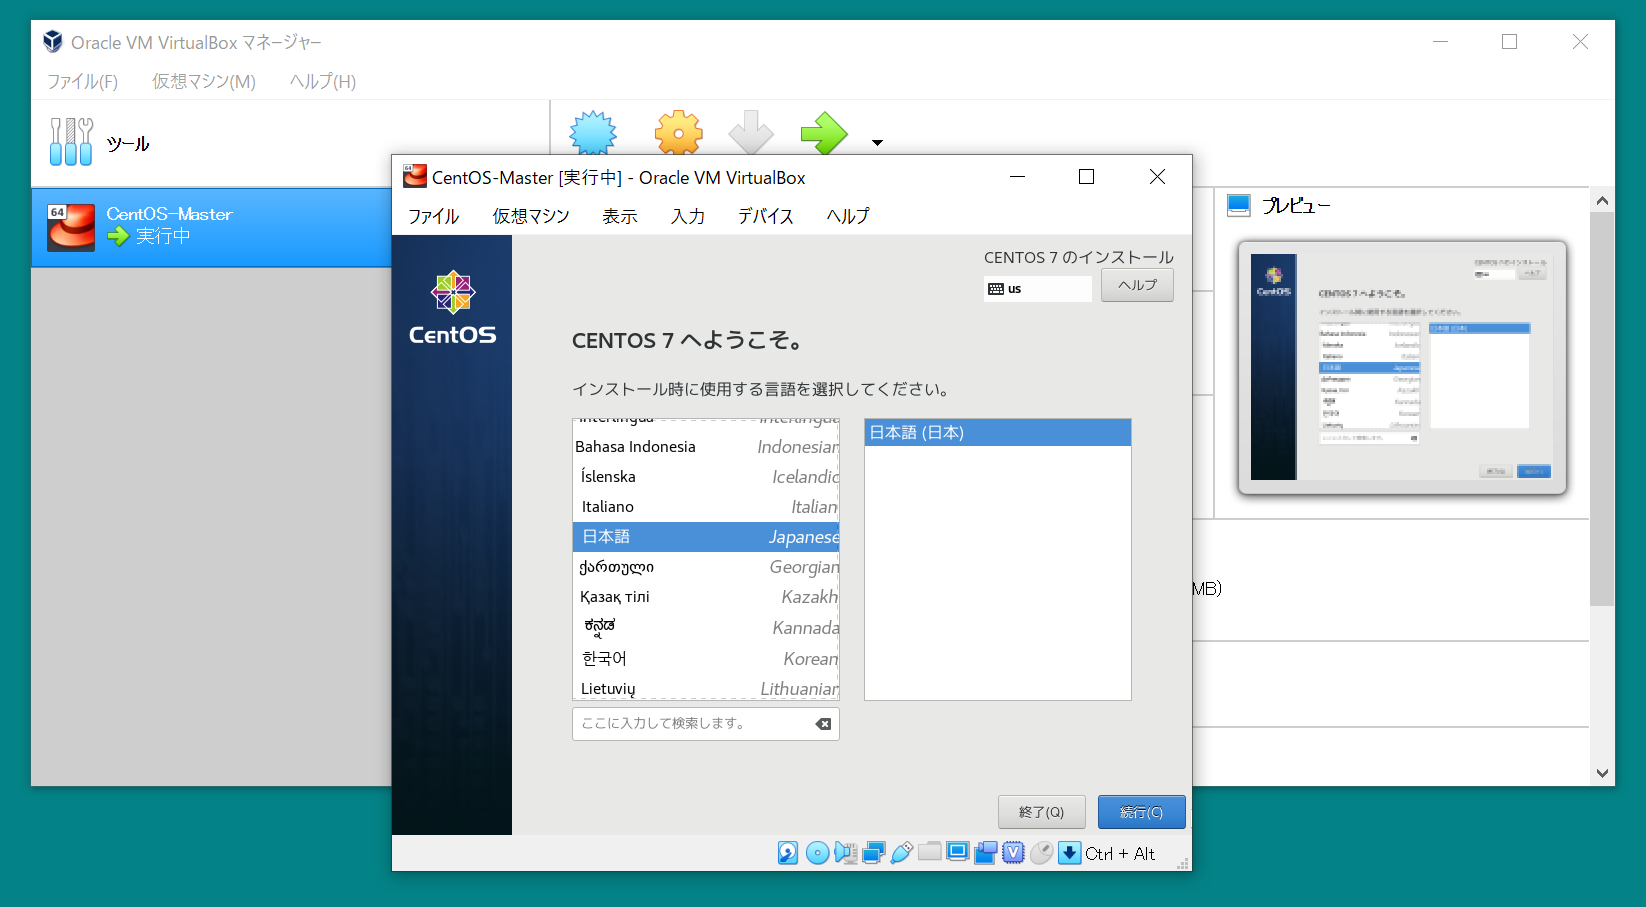 Oracle VM VirtualBox マネージャー
ファイル(F) 仮想マシン(M) ヘルプ(H)
ツール
64
CentOS-Master
実行中
プレビュー
MB)
64
CentOS-Master [実行中] - Oracle VM VirtualBox
ファイル 仮想マシン 表示 入力 デバイス ヘルプ
CentOS
CENTOS 7 のインストール
us
ヘルプ
CENTOS 7 へようこそ。
インストール時に使用する言語を選択してください。
Interlingua Interlingua
Bahasa Indonesia Indonesian
Íslenska Icelandic
Italiano Italian
日本語 Japanese
ქართული Georgian
Қазақ тілі Kazakh
ಕನ್ನಡ Kannada
한국어 Korean
Lietuvių Lithuanian
日本語 (日本)
ここに入力して検索します。
終了(Q) 続行(C)
V
Ctrl + Alt